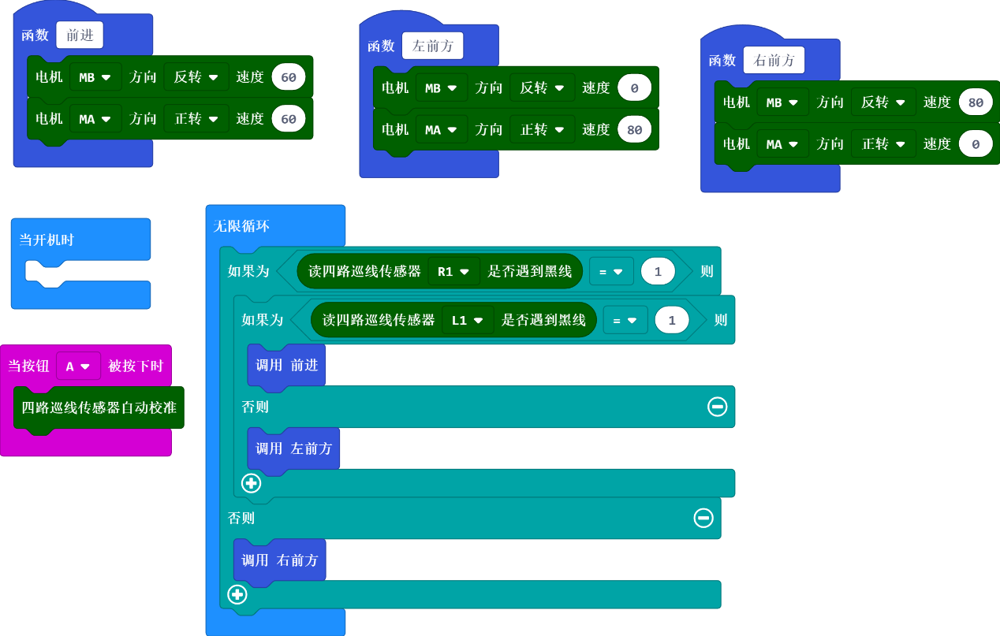 函数 前进
电机 MB 方向 反转 速度 60
电机 MA 方向 正转 速度 60
函数 左前方
电机 MB 方向 反转 速度 0
电机 MA 方向 正转 速度 80
函数 右前方
电机 MB 方向 反转 速度 80
电机 MA 方向 正转 速度 0
当开机时
当按钮 A 被按下时
四路巡线传感器自动校准
无限循环
如果为 读四路巡线传感器 R1 是否遇到黑线 = 1 则
如果为 读四路巡线传感器 L1 是否遇到黑线 = 1 则
调用 前进
否则
调用 左前方
否则
调用 右前方